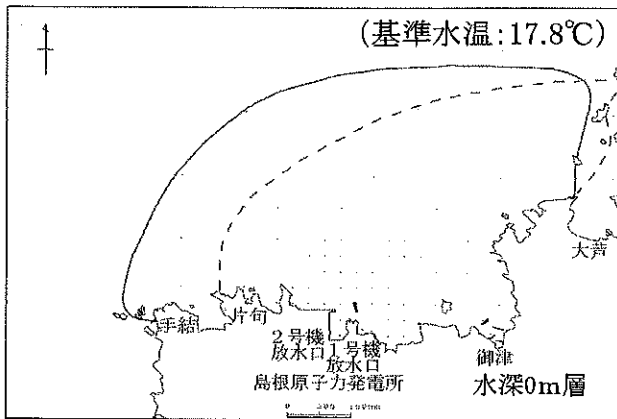 (基準水温:17.8℃)
大芦
手結
片句
2号機
放水口
1号機
放水口
御津
島根原子力発電所
水深0m層